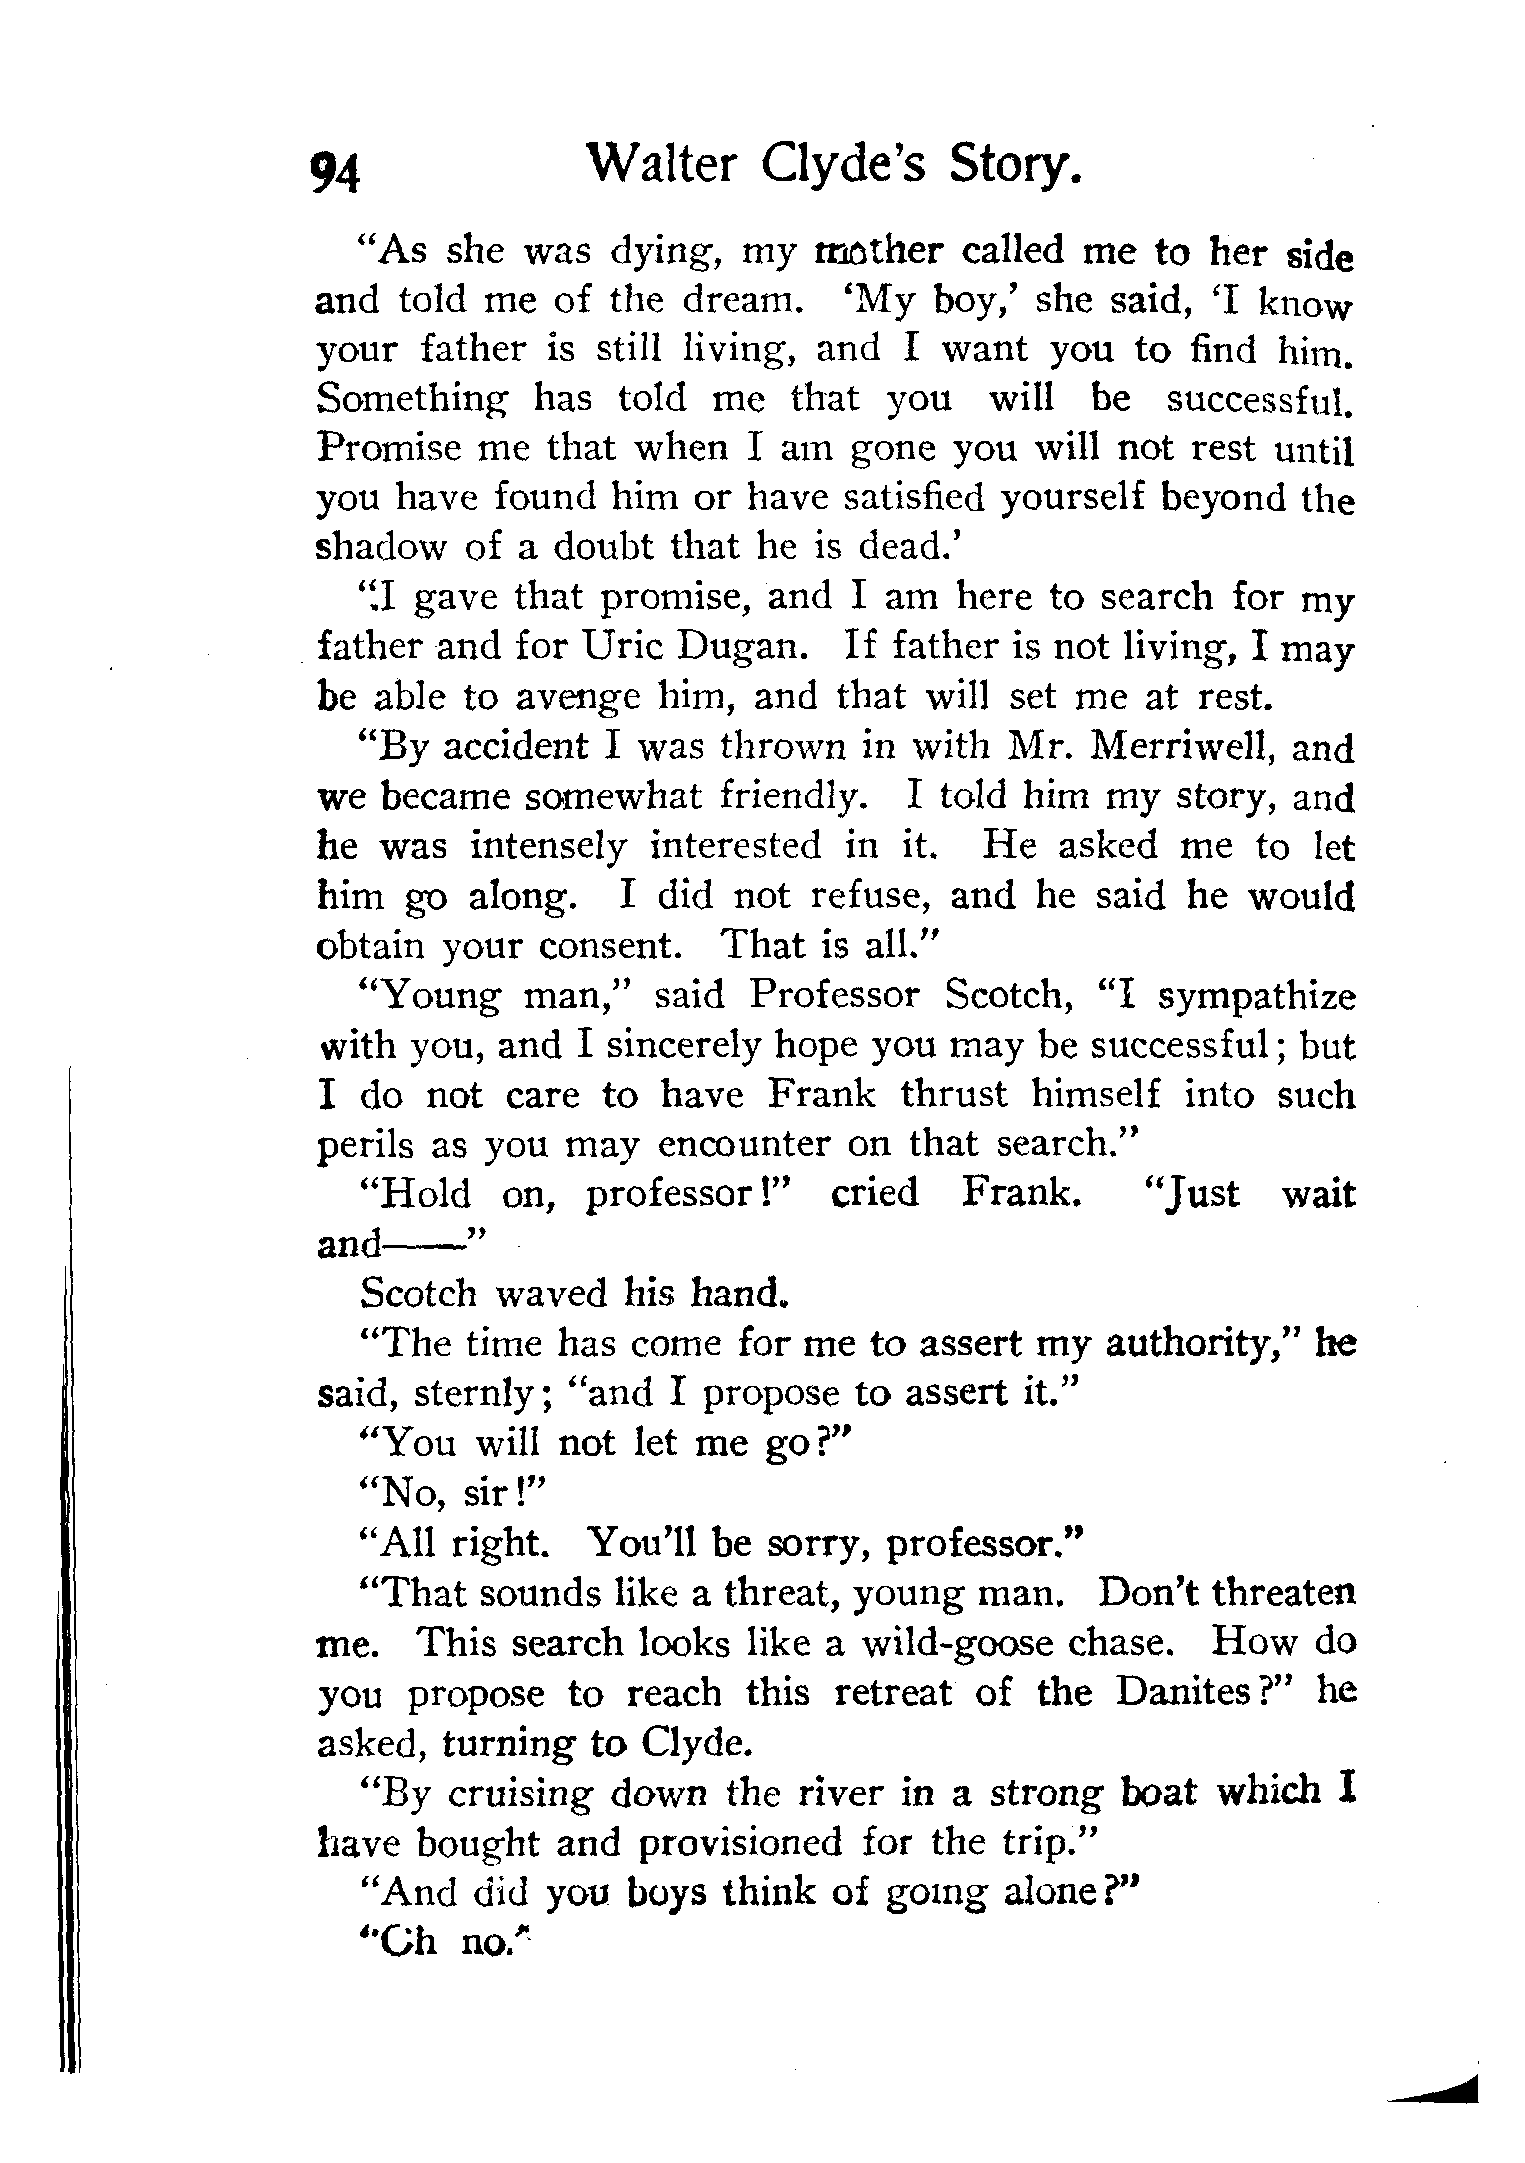 94 Walter Clyde's Story.
“As she was dying, my mother called me to her side
and told me of the dream. ‘My boy,’ she said, ‘I know
your father is still living, and I want you to find him.
Something has told me that you will be successful.
Promise me that when I am gone you will not rest until
you have found him or have satisfied yourself beyond the
shadow of a doubt that he is dead.’
“I gave that promise, and I am here to search for my
father and for Uric Dugan. If father is not living, I may
be able to avenge him, and that will set me at rest.
“By accident I was thrown in with Mr. Merriwell, and
we became somewhat friendly. I told him my story, and
he was intensely interested in it. He asked me to let
him go along. I did not refuse, and he said he would
obtain your consent. That is all.”
“Young man,” said Professor Scotch, “I sympathize
with you, and I sincerely hope you may be successful; but
I do not care to have Frank thrust himself into such
perils as you may encounter on that search.”
“Hold on, professor!” cried Frank. “Just wait
and——”
Scotch waved his hand.
“The time has come for me to assert my authority,” he
said, sternly; “and I propose to assert it.”
“You will not let me go?”
“No, sir!”
“All right. You'll be sorry, professor.”
“That sounds like a threat, young man. Don't threaten
me. This search looks like a wild-goose chase. How do
you propose to reach this retreat of the Danites?” he
asked, turning to Clyde.
“By cruising down the river in a strong boat which I
have bought and provisioned for the trip.”
“And did you boys think of going alone?”
“Oh no.”